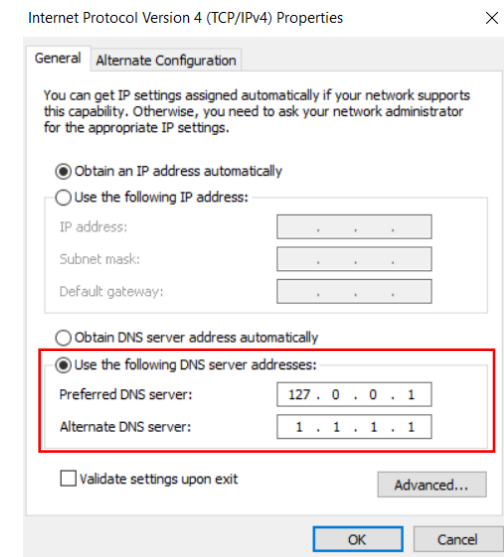 Internet Protocol Version 4 (TCP/IPv4) Properties
General
Alternate Configuration
You can get IP settings assigned automatically if your network supports
this capability. Otherwise, you need to ask your network administrator
for the appropriate IP settings.
Obtain an IP address automatically
Use the following IP address:
IP address: . . .
Subnet mask: . . .
Default gateway: . . .
Obtain DNS server address automatically
Use the following DNS server addresses:
Preferred DNS server: 127 . 0 . 0 . 1
Alternate DNS server: 1 . 1 . 1 . 1
Validate settings upon exit
Advanced...
OK Cancel